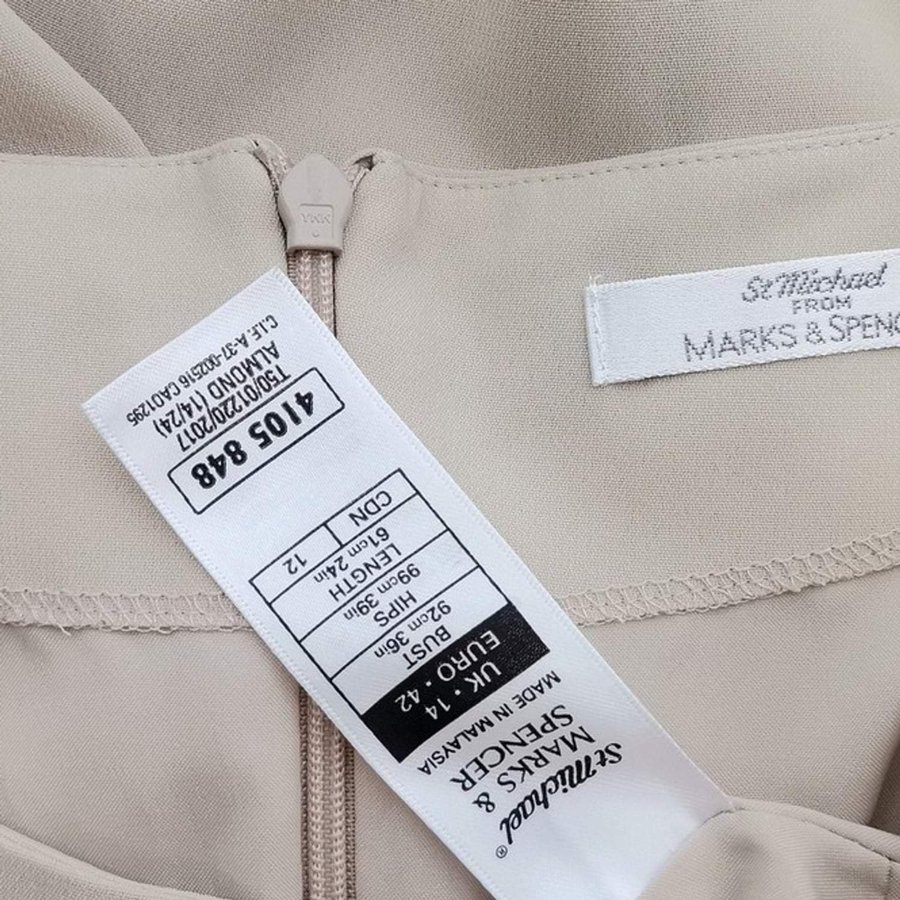 YKK
St Michael
FROM
MARKS & SPENC
St Michael®
MARKS &
SPENCER
MADE IN MALAYSIA
UK • 14
EURO • 42
BUST
92cm 36in
HIPS
99cm 39in
LENGTH
61cm 24in
CDN 12
4105 848
T50/01220/2017
ALMOND (14/24)
C.I.F. A-37-002516 CA01295